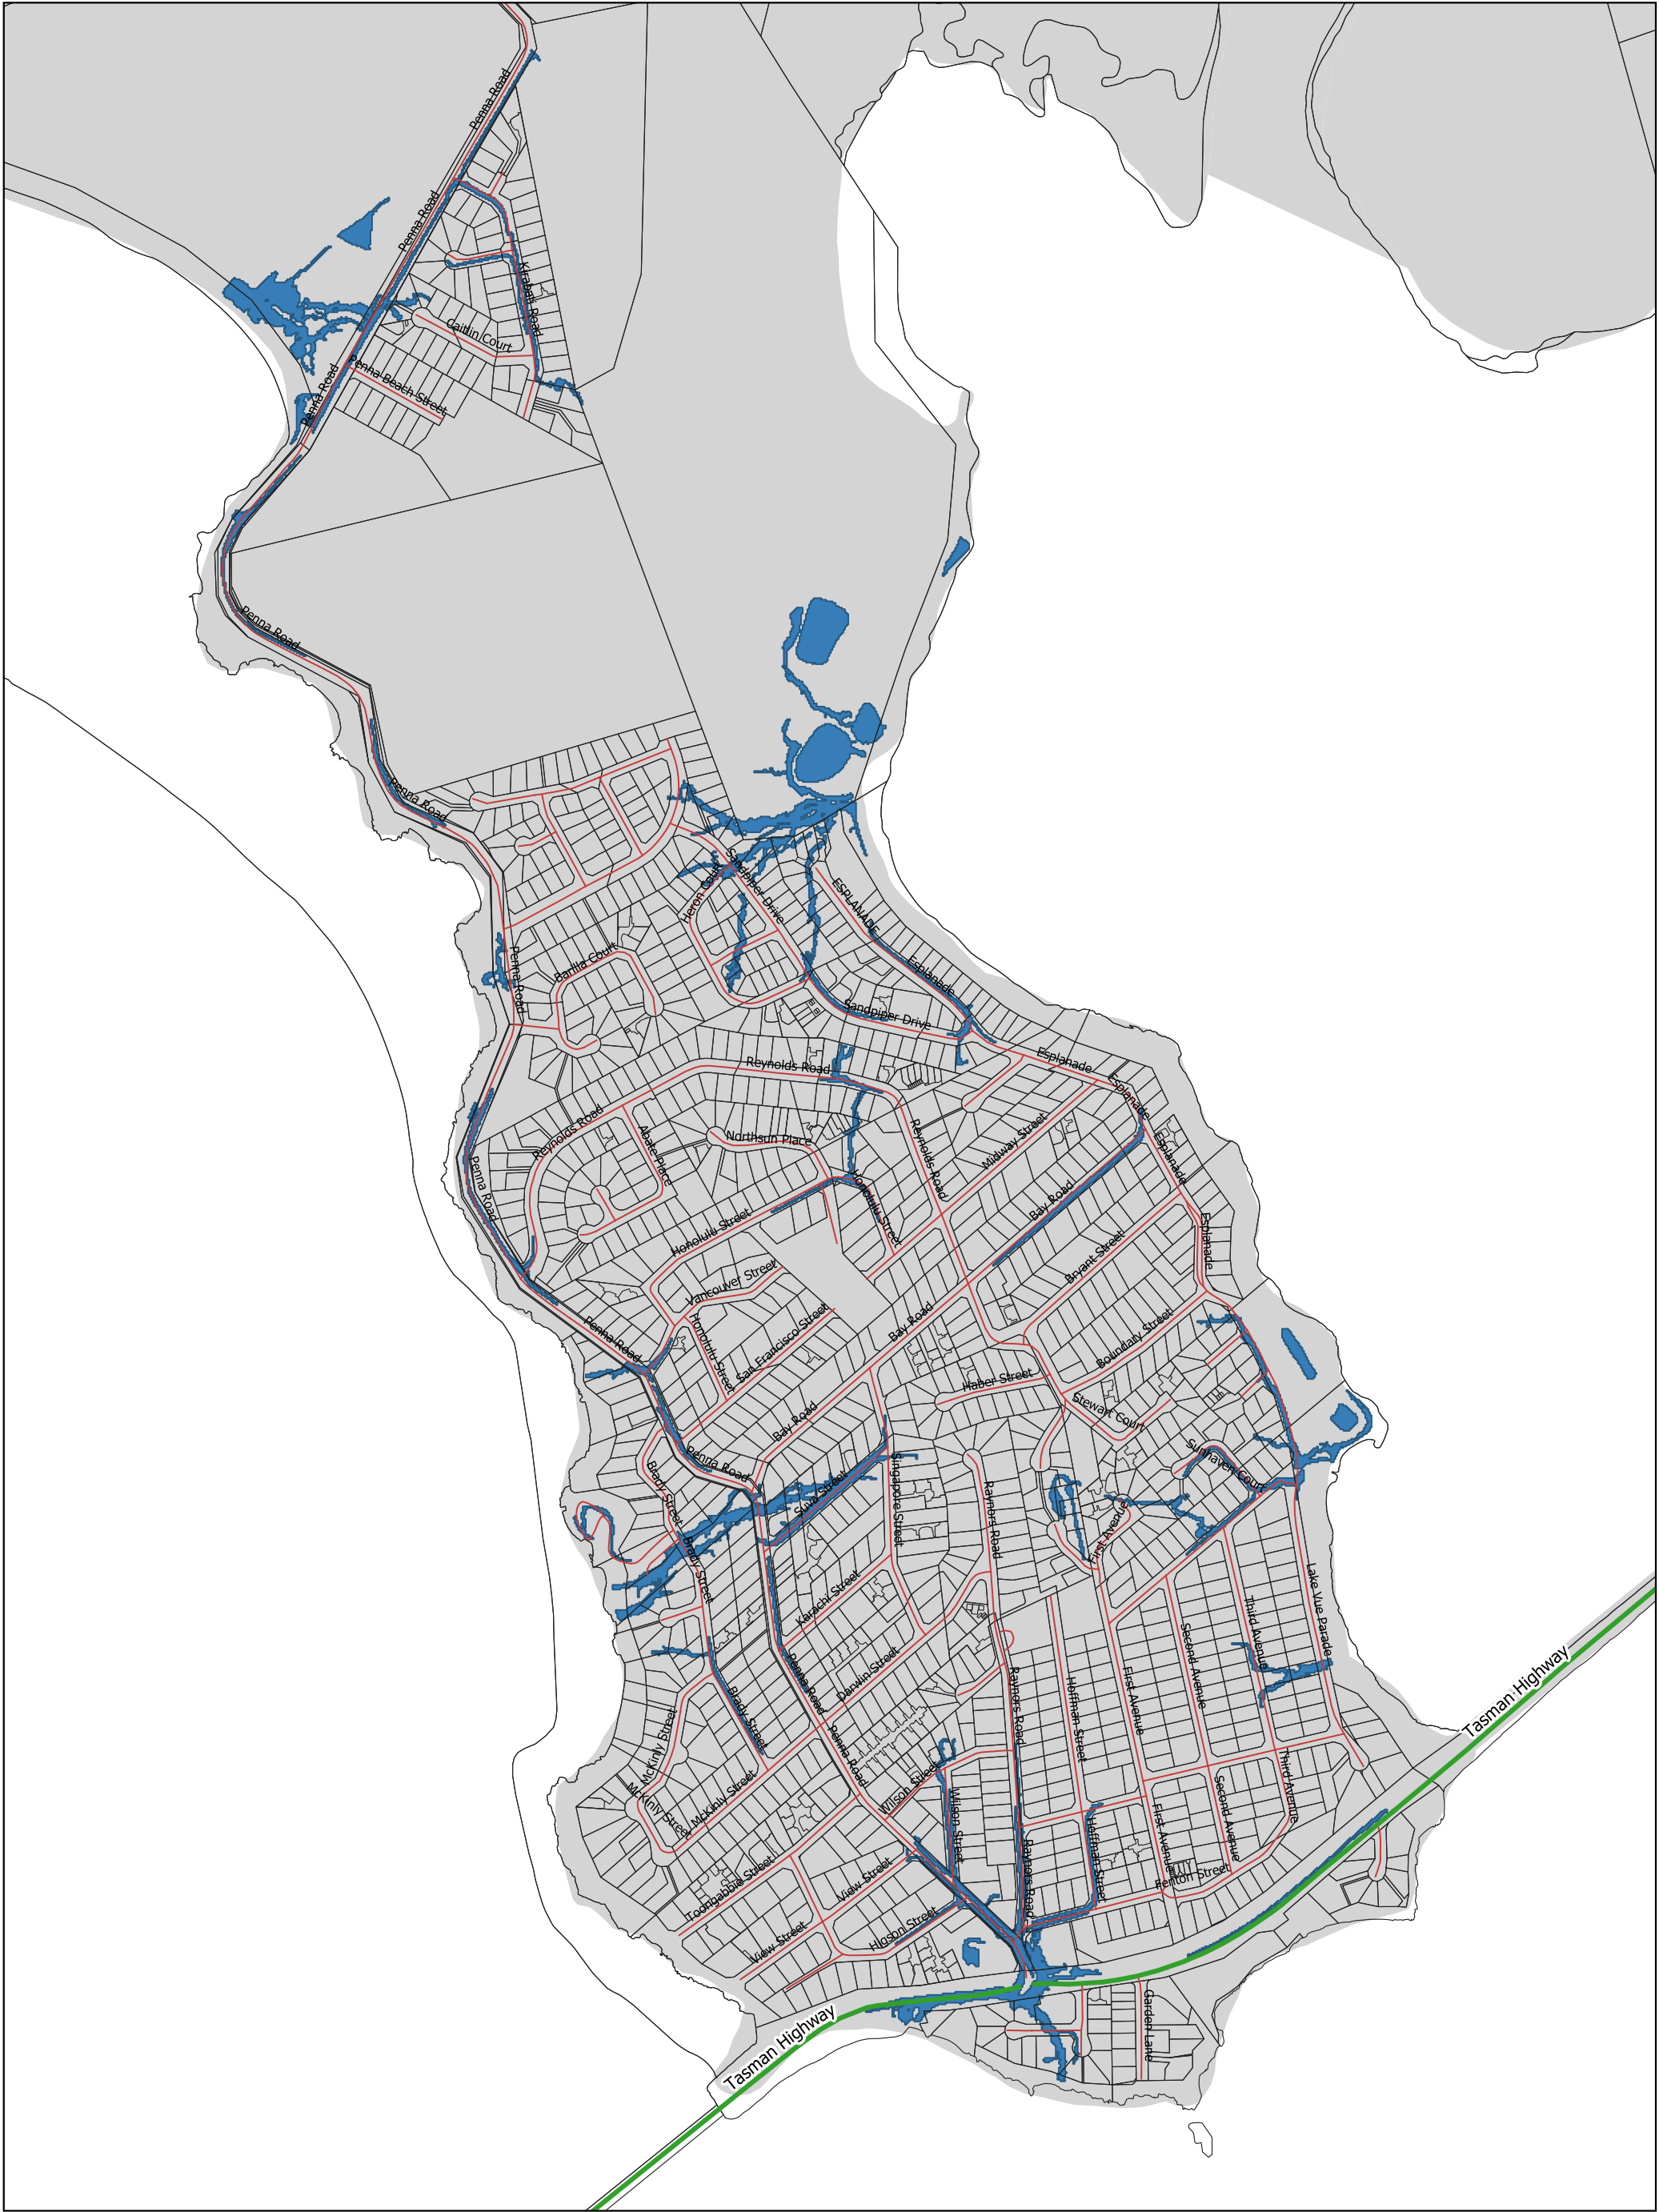 Penna Road
Penna Road
Kirabati Road
Caitlin Court
Penna Beach Street
Penna Road
Penna Road
Penna Road
Sandpiper Drive
Heron Court
ESPLANADE
Barilla Court
Penna Road
Esplanade
Sandpiper Drive
Esplanade
Reynolds Road
Esplanade
Reynolds Road
Abate Place
Northsun Place
Reynolds Road
Midway Street
Esplanade
Penna Road
Honolulu Street
Bay Road
Honolulu Street
Esplanade
Bryant Street
Vancouver Street
Penna Road
Honolulu Street
San Francisco Street
Bay Road
Boundary Street
Haber Street
Stewart Court
Bay Road
Penna Road
Brady Street
Suva Street
Singapore Street
Raynors Road
Sunhaven Court
First Avenue
Brady Street
Karachi Street
Lake Vue Parade
Third Avenue
Second Avenue
Tasman Highway
Penna Road
Darwin Street
Raynors Road
Hoffman Street
First Avenue
Brady Street
McKinly Street
Penna Road
McKinly Street
McKinly Street
Wilson Street
Wilson Street
Third Avenue
Second Avenue
First Avenue
Hoffman Street
Raynors Road
Fenton Street
Toongabbie Street
View Street
View Street
Higson Street
Garden Lane
Tasman Highway